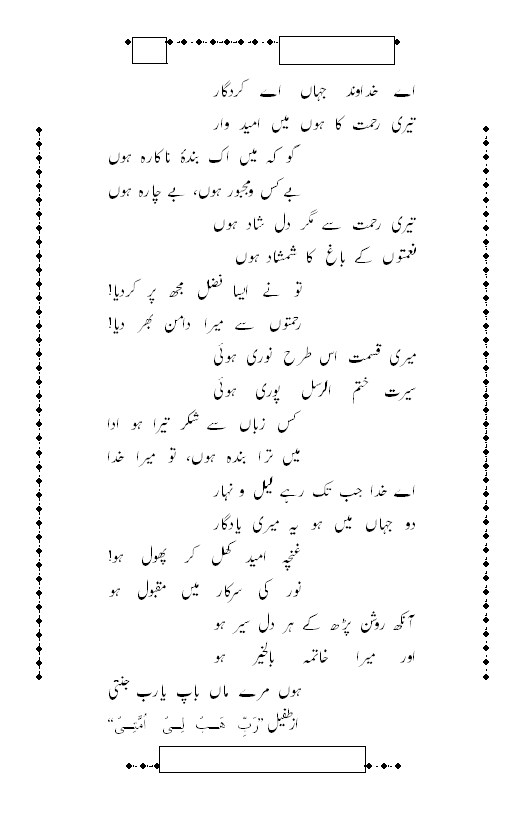 اے خداوند جہاں اے کردگار
تیری رحمت کا ہوں میں امید وار
گو کہ میں اک بندۂ ناکارہ ہوں
بے کس ومجبور ہوں، بے چارہ ہوں
تیری رحمت سے مگر دل شاد ہوں
نعمتوں کے باغ کا شمشاد ہوں
تو نے ایسا فضل مجھ پر کردیا!
رحمتوں سے میرا دامن بھر دیا!
میری قسمت اس طرح نوری ہوئی
سیرت ختم الرسل پوری ہوئی
کس زباں سے شکر تیرا ہو ادا
میں ترا بندہ ہوں، تو میرا خدا
اے خدا جب تک رہے لیل و نہار
دو جہاں میں ہو یہ میری یادگار
غنچہ امید کھل کر پھول ہو!
نور کی سرکار میں مقبول ہو
آنکھ روشن پڑھ کے ہر دل سیر ہو
اور میرا خاتمہ بالخیر ہو
ہوں مرے ماں باپ یارب جنتی
از طفیل "رَبِّ هَـبْ لِـىْ اُمَّتِـىْ"